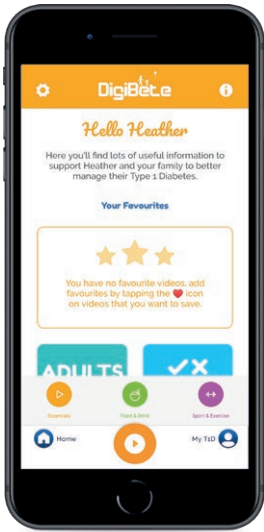 DigiBete
Hello Heather
Here you'll find lots of useful information to
support Heather and your family to better
manage their Type 1 Diabetes.
Your Favourites
You have no favourite videos, add
favourites by tapping the ❤ icon
on videos that you want to save.
ADULTS
Essentials
Food & Drink
Sport & Exercise
Home
My T1D